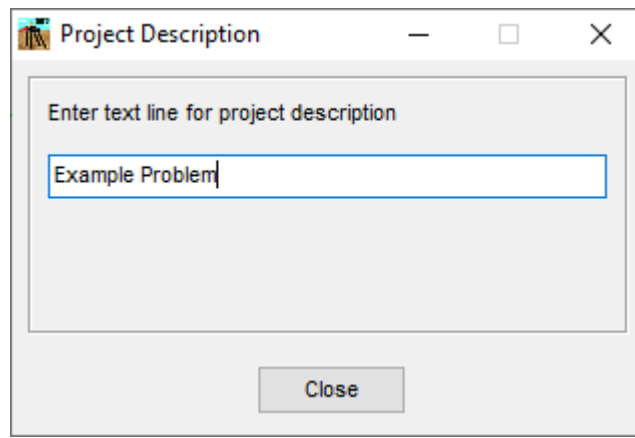 Project Description
Enter text line for project description
Example Problem
Close